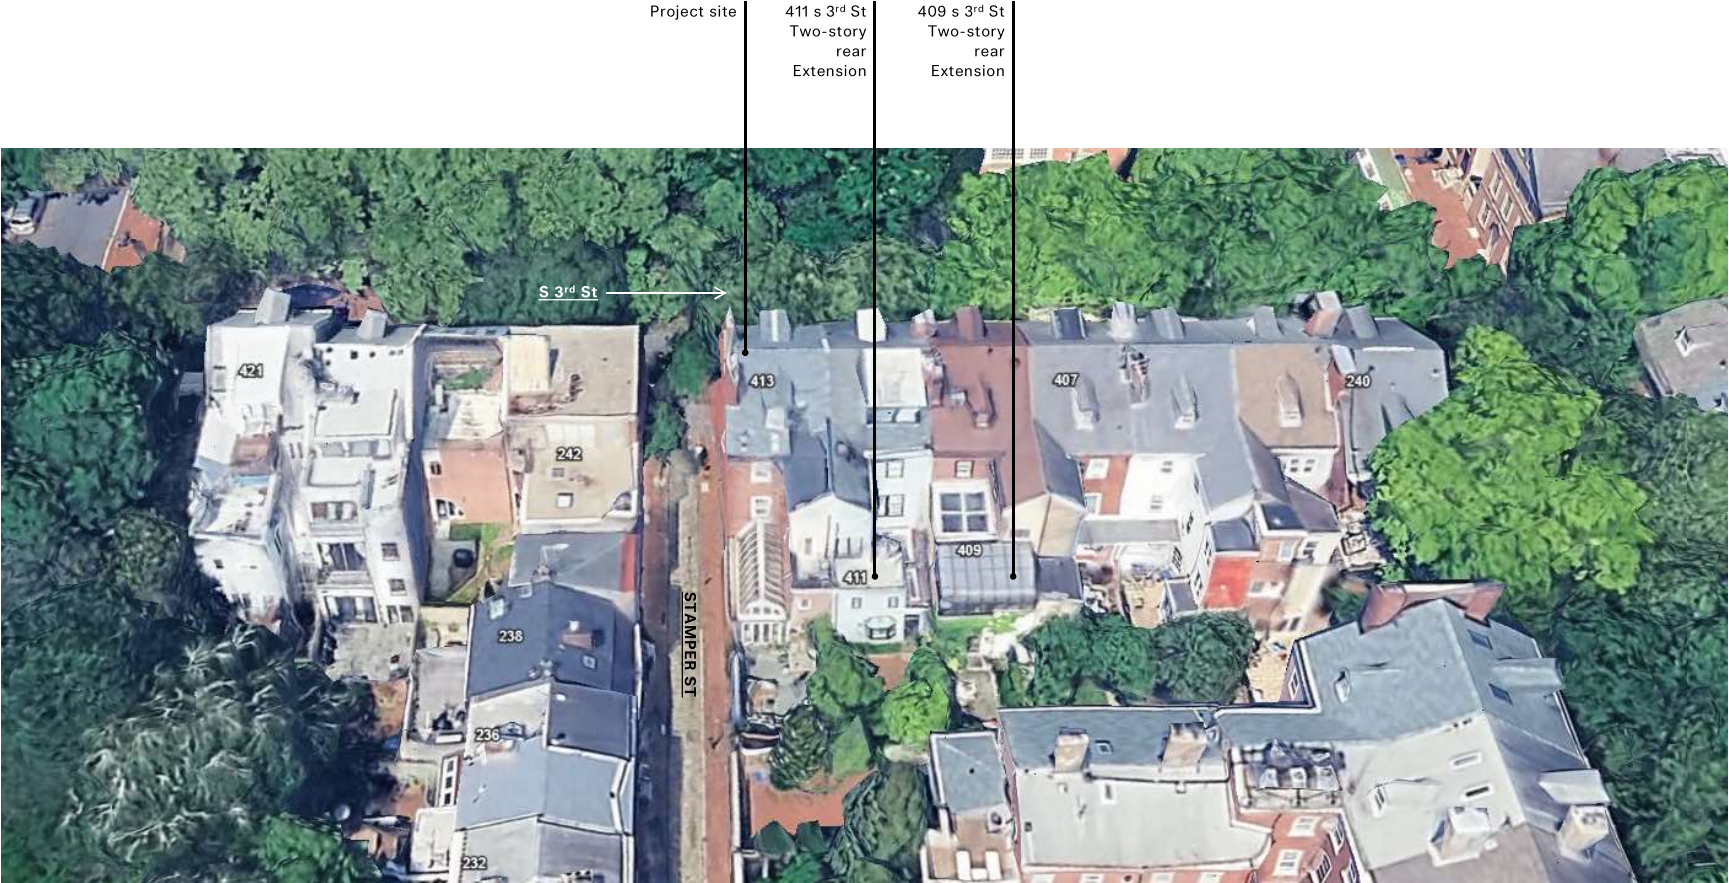 Project site
411 s 3rd St
Two-story
rear
Extension
409 s 3rd St
Two-story
rear
Extension
S 3rd St
421
413
407
240
242
409
411
238
STAMPER ST
236
232